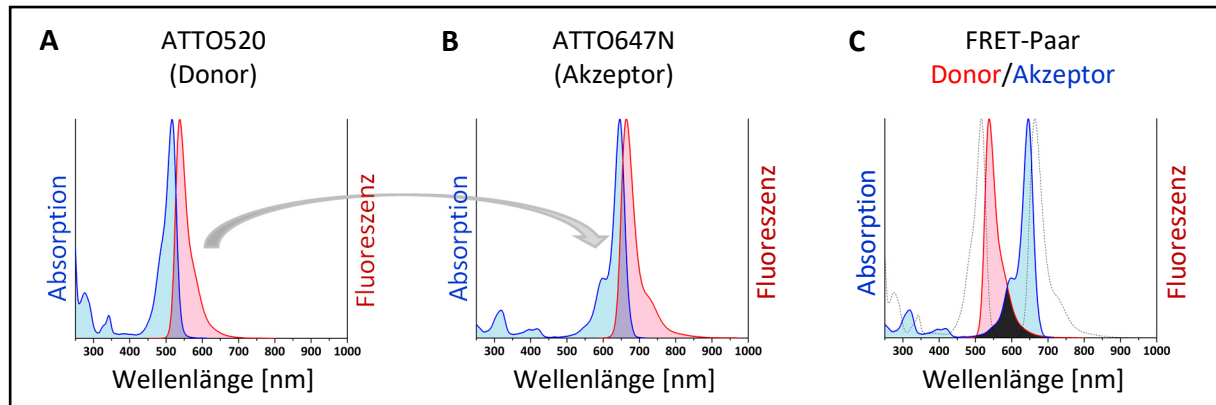 A
ATTO520
(Donor)
Absorption
Fluoreszenz
300 400 500 600 700 800 900 1000
Wellenlänge [nm]
B
ATTO647N
(Akzeptor)
Absorption
Fluoreszenz
300 400 500 600 700 800 900 1000
Wellenlänge [nm]
C
FRET-Paar
Donor/Akzeptor
Absorption
Fluoreszenz
300 400 500 600 700 800 900 1000
Wellenlänge [nm]